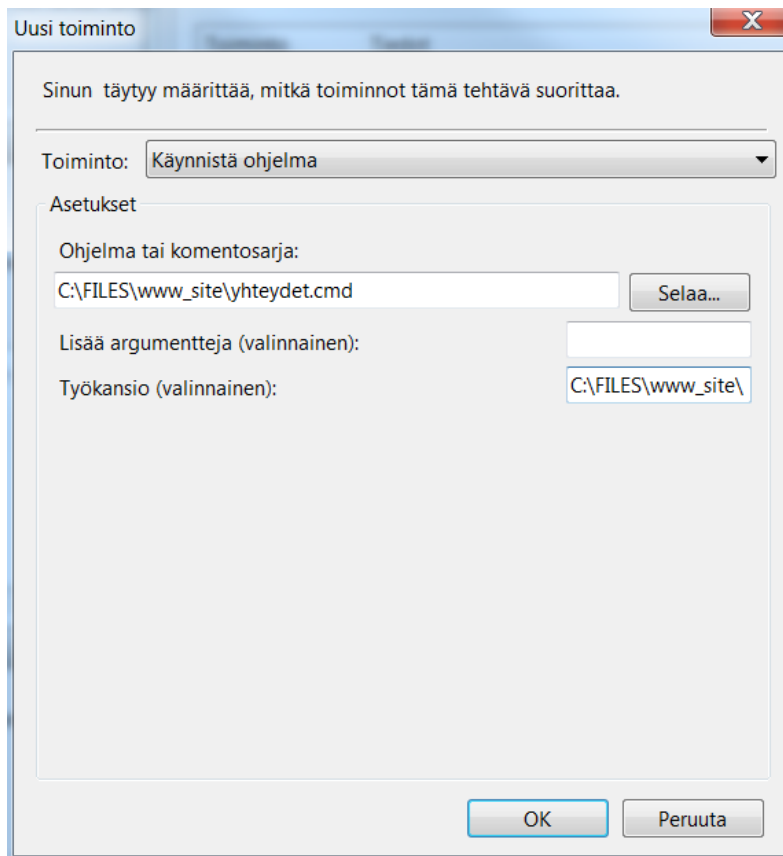 Uusi toiminto
Sinun täytyy määrittää, mitkä toiminnot tämä tehtävä suorittaa.
Toiminto: Käynnistä ohjelma
Asetukset
Ohjelma tai komentosarja:
C:\FILES\www_site\yhteydet.cmd Selaa...
Lisää argumentteja (valinnainen):
Työkansio (valinnainen): C:\FILES\www_site\
OK Peruuta